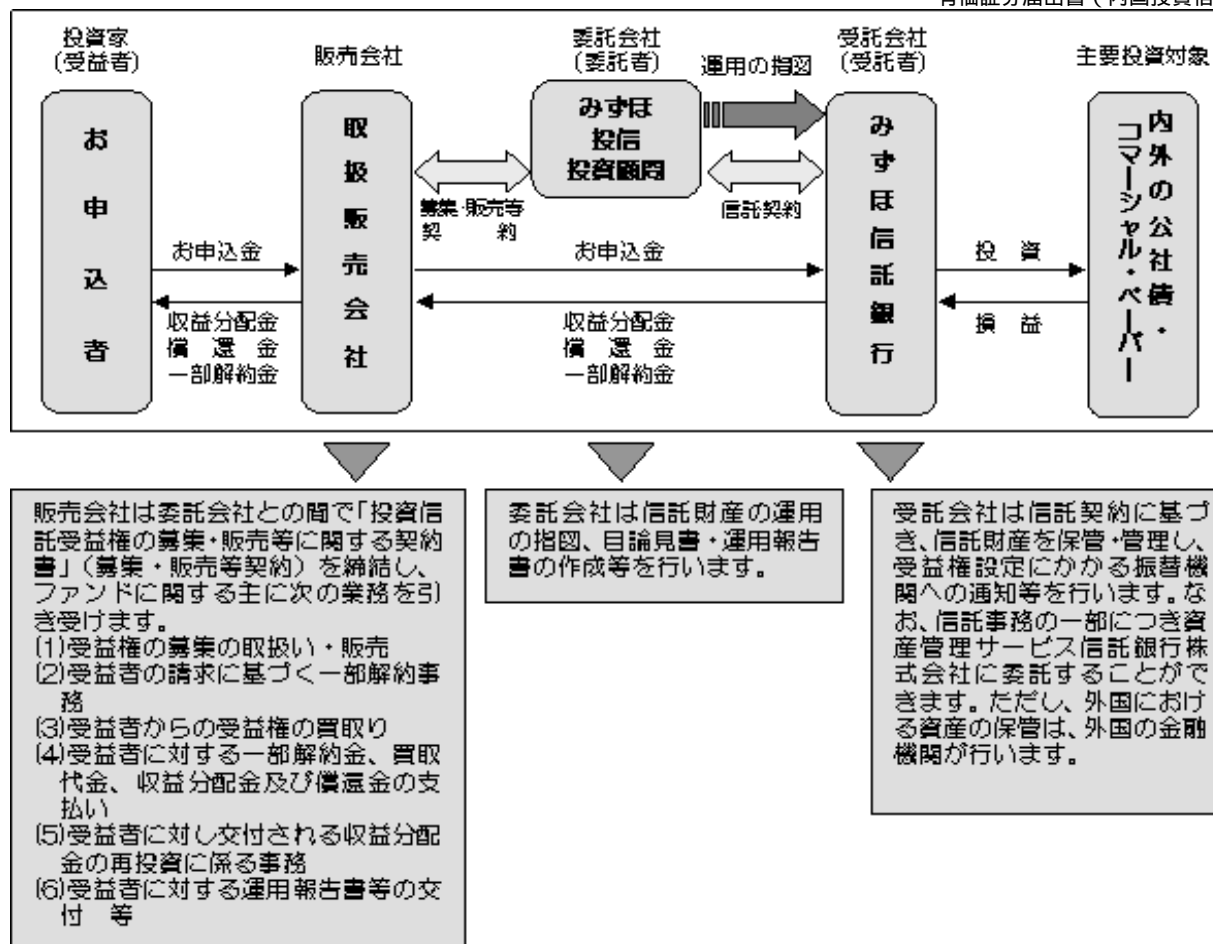 有価証券届出書(内国投資信
投資家
(受益者)
販売会社
委託会社
(委託者)
運用の指図
受託会社
(受託者)
主要投資対象
お申込者
取扱販売会社
みずほ
投信
投資顧問
みずほ信託銀行
内外の公社債・
コマーシャル・ペーパー
募集・販売等
契 約
信託契約
お申込金
お申込金
投 資
収益分配金
償 還 金
一部解約金
収益分配金
償 還 金
一部解約金
損 益
販売会社は委託会社との間で「投資信
託受益権の募集・販売等に関する契約
書」(募集・販売等契約)を締結し、
ファンドに関する主に次の業務を引
き受けます。
(1)受益権の募集の取扱い・販売
(2)受益者の請求に基づく一部解約事
務
(3)受益者からの受益権の買取り
(4)受益者に対する一部解約金、買取
代金、収益分配金及び償還金の支
払い
(5)受益者に対し交付される収益分配
金の再投資に係る事務
(6)受益者に対する運用報告書等の交
付 等
委託会社は信託財産の運用
の指図、目論見書・運用報告
書の作成等を行います。
受託会社は信託契約に基づ
き、信託財産を保管・管理し、
受益権設定にかかる振替機
関への通知等を行います。な
お、信託事務の一部につき資
産管理サービス信託銀行株
式会社に委託することがで
きます。ただし、外国におけ
る資産の保管は、外国の金融
機関が行います。